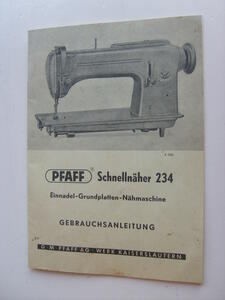 PFAFF Schnellnäher 234
Einnadel-Grundplatten-Nähmaschine
GEBRAUCHSANLEITUNG
G·M·PFAFF AG · WERK KAISERSLAUTERN